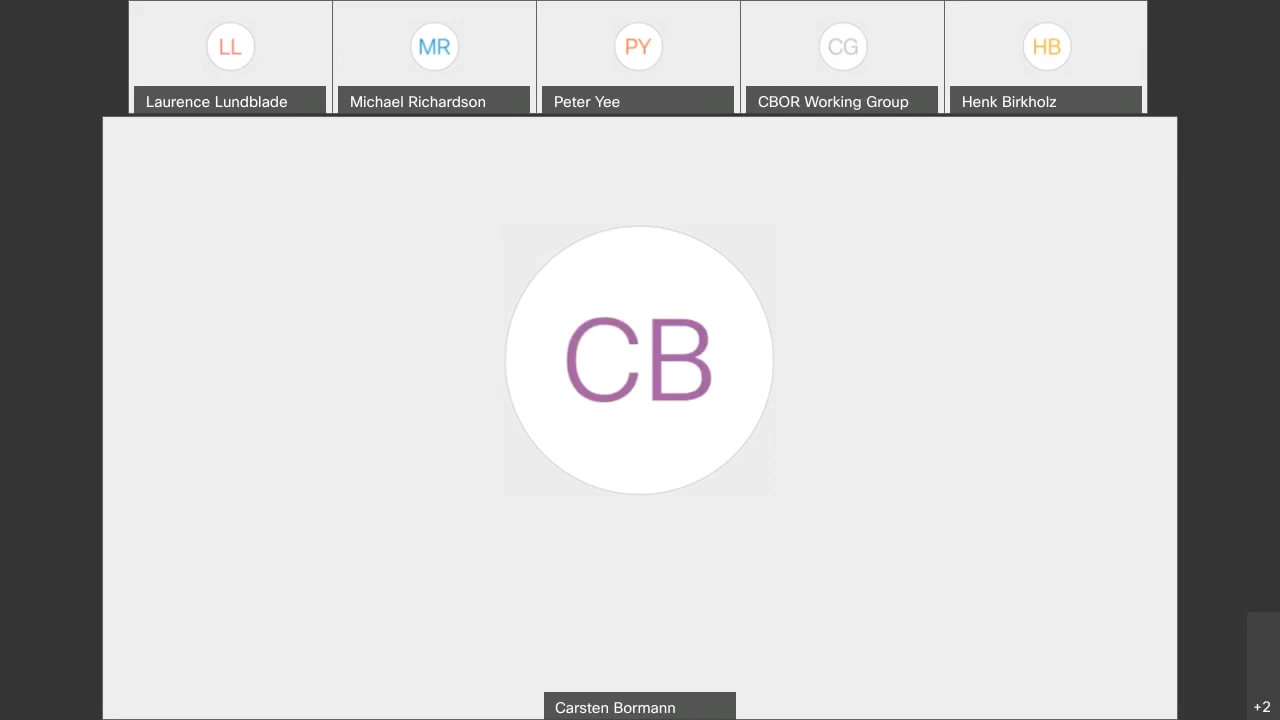 LL
MR
PY
CG
HB
Laurence Lundblade
Michael Richardson
Peter Yee
CBOR Working Group
Henk Birkholz
CB
Carsten Bormann
+2